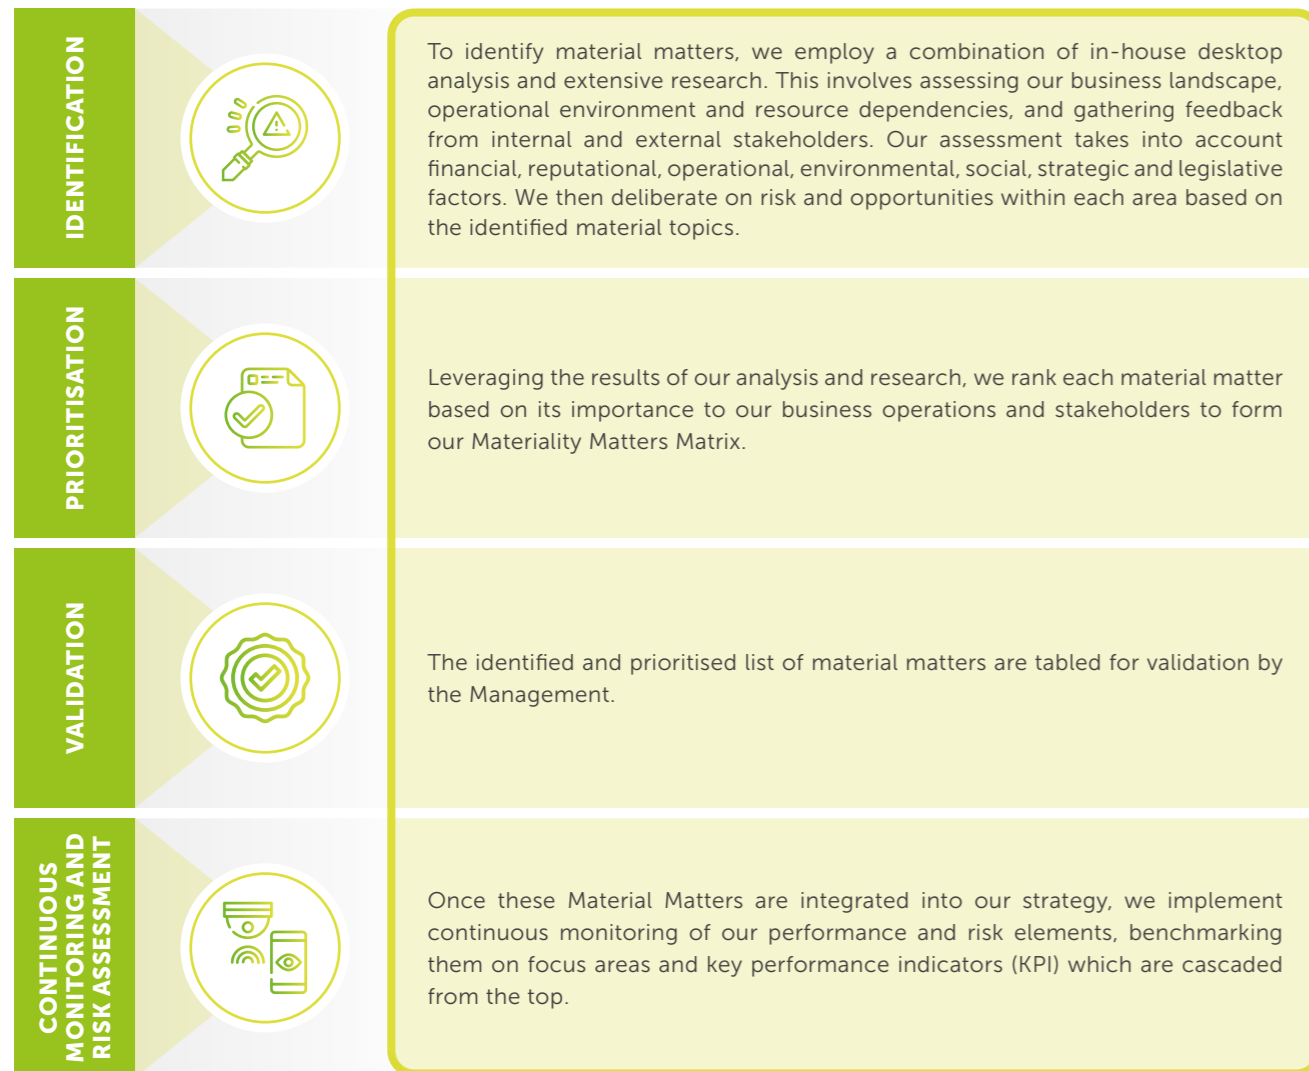 IDENTIFICATION
To identify material matters, we employ a combination of in-house desktop
analysis and extensive research. This involves assessing our business landscape,
operational environment and resource dependencies, and gathering feedback
from internal and external stakeholders. Our assessment takes into account
financial, reputational, operational, environmental, social, strategic and legislative
factors. We then deliberate on risk and opportunities within each area based on
the identified material topics.
PRIORITISATION
Leveraging the results of our analysis and research, we rank each material matter
based on its importance to our business operations and stakeholders to form
our Materiality Matters Matrix.
VALIDATION
The identified and prioritised list of material matters are tabled for validation by
the Management.
CONTINUOUS
MONITORING AND
RISK ASSESSMENT
Once these Material Matters are integrated into our strategy, we implement
continuous monitoring of our performance and risk elements, benchmarking
them on focus areas and key performance indicators (KPI) which are cascaded
from the top.